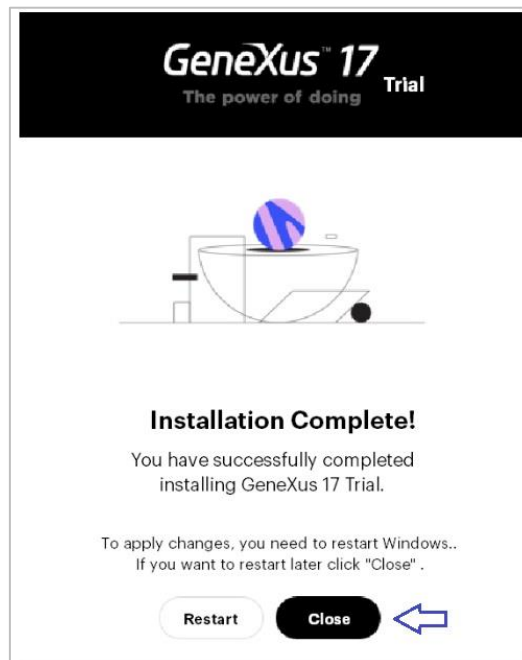 GeneXus™ 17
Trial
The power of doing
Installation Complete!
You have successfully completed
installing GeneXus 17 Trial.
To apply changes, you need to restart Windows..
If you want to restart later click "Close" .
Restart
Close